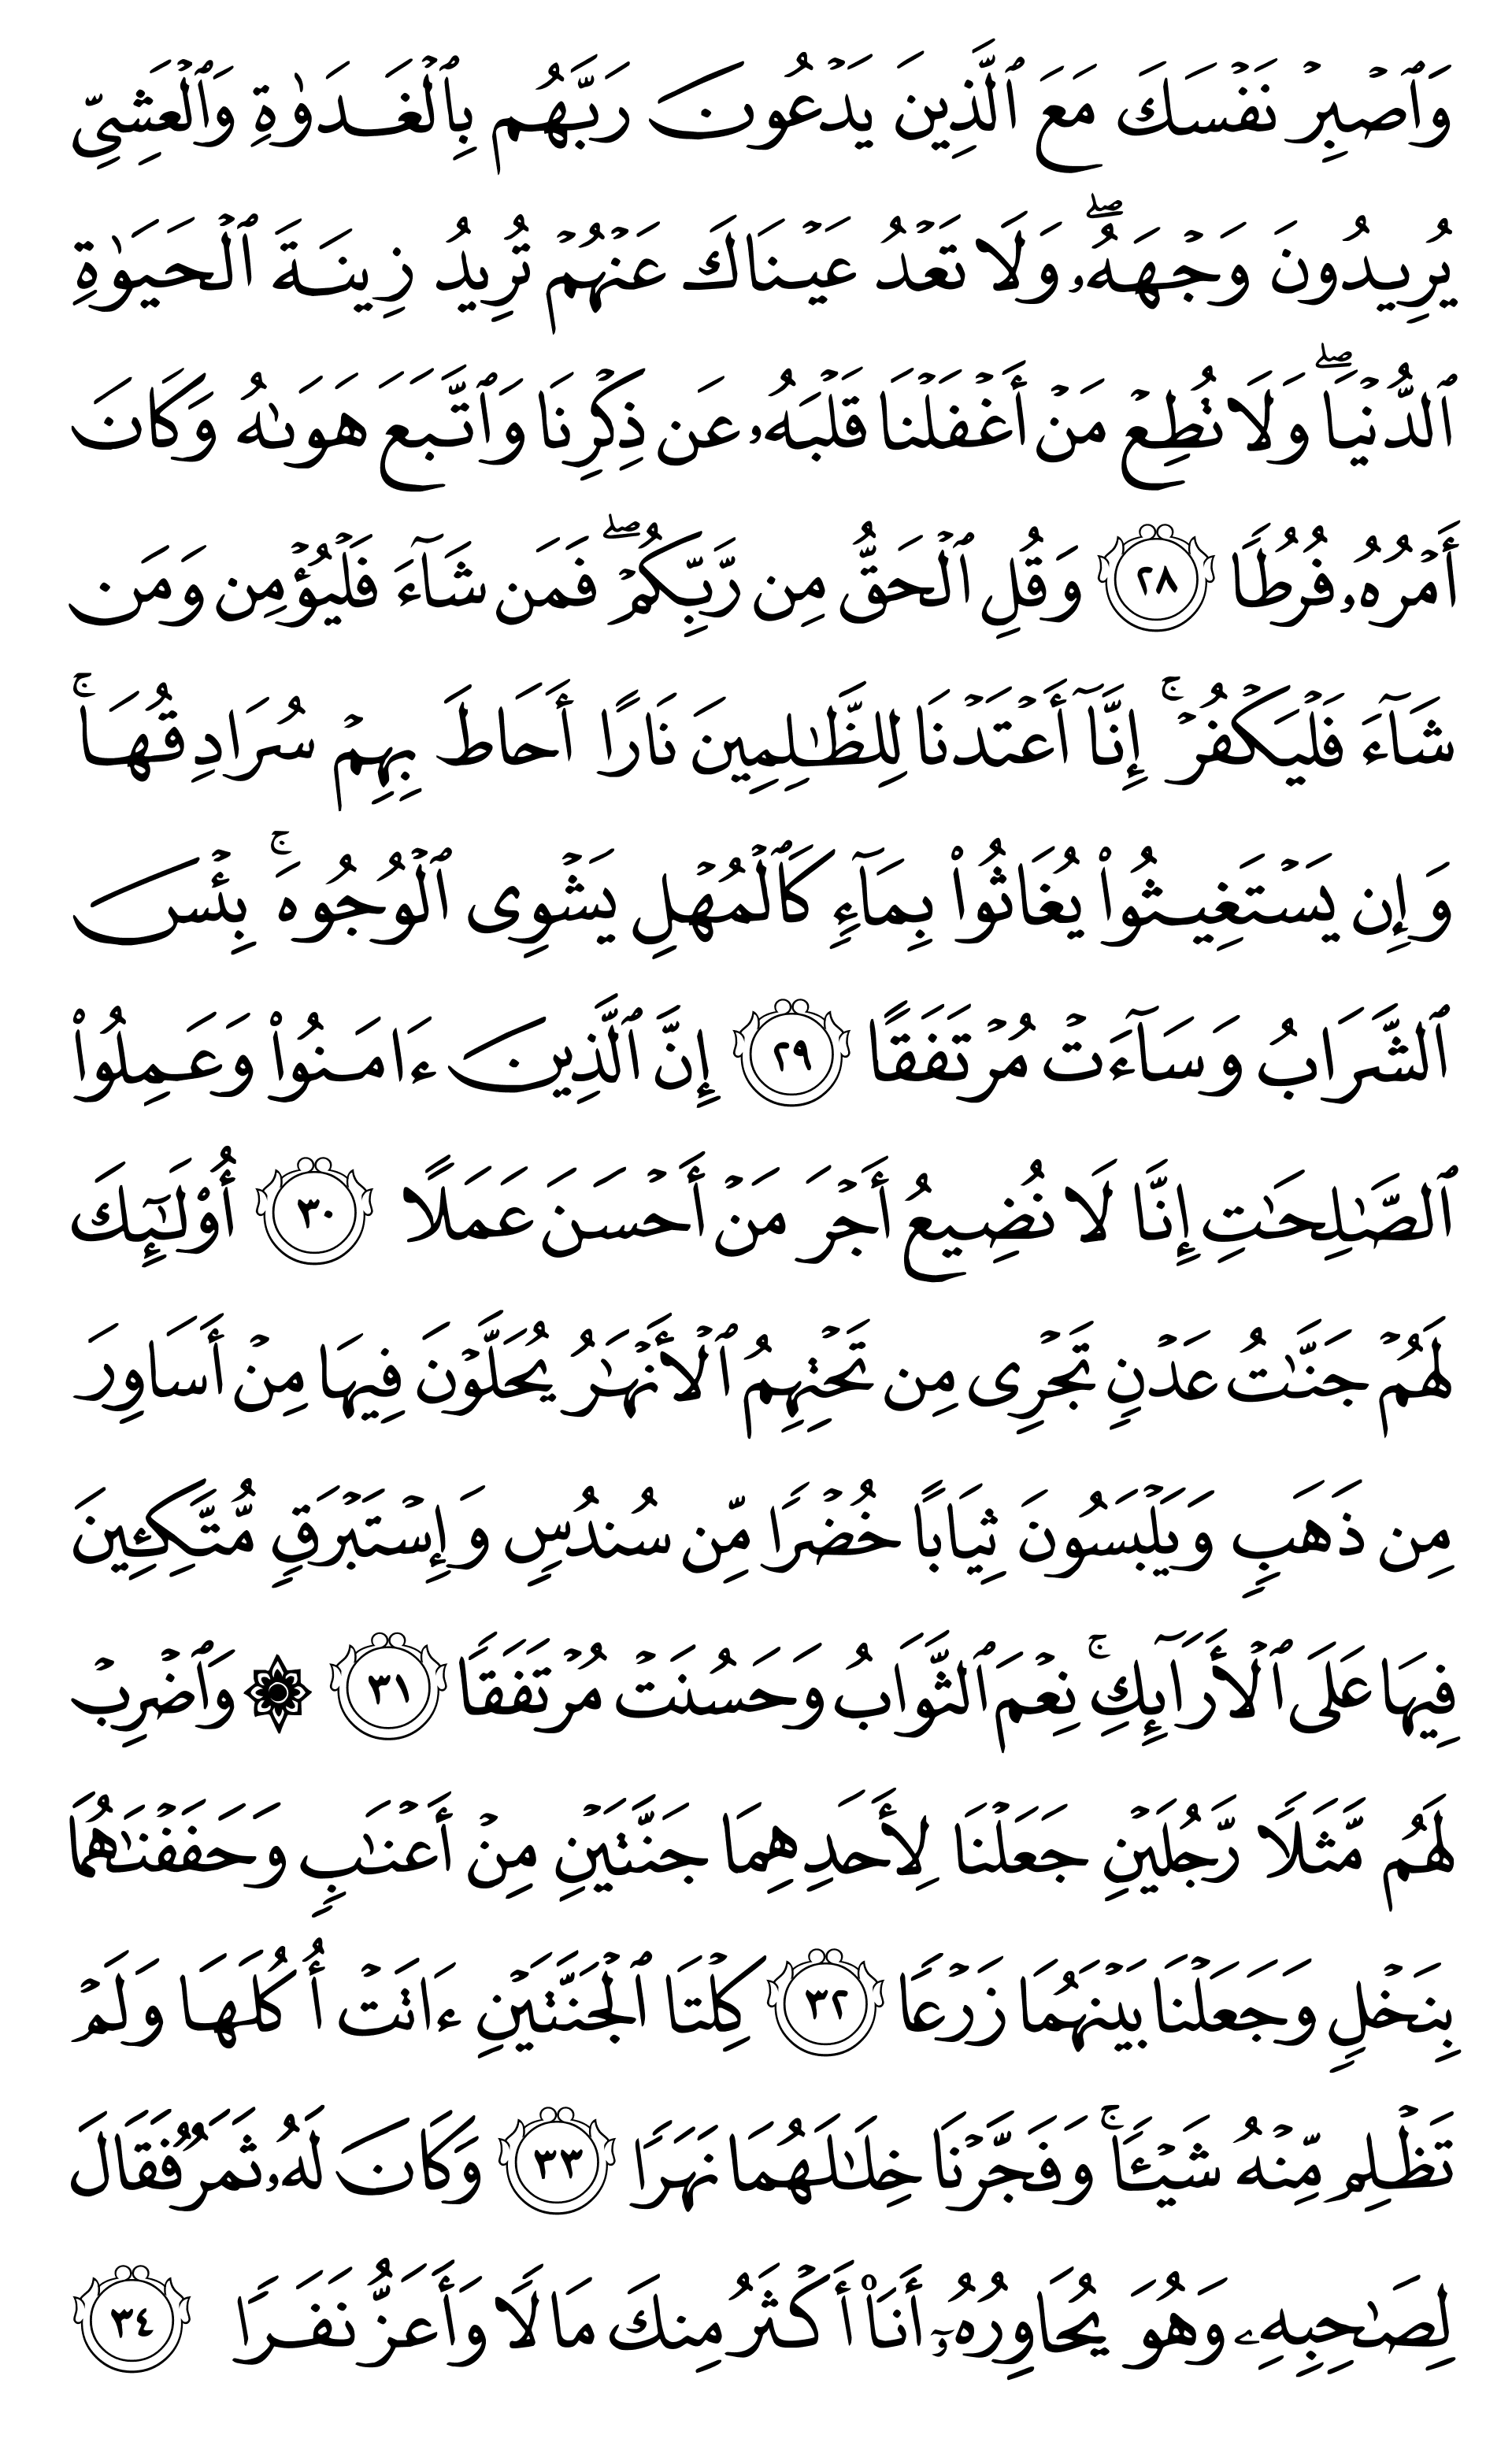 وَٱصۡبِرۡ نَفۡسَكَ مَعَ ٱلَّذِينَ يَدۡعُونَ رَبَّهُم بِٱلۡغَدَوٰةِ وَٱلۡعَشِيِّ
يُرِيدُونَ وَجۡهَهُۥۖ وَلَا تَعۡدُ عَيۡنَاكَ عَنۡهُمۡ تُرِيدُ زِينَةَ ٱلۡحَيَوٰةِ
ٱلدُّنۡيَاۖ وَلَا تُطِعۡ مَنۡ أَغۡفَلۡنَا قَلۡبَهُۥ عَن ذِكۡرِنَا وَٱتَّبَعَ هَوَىٰهُ وَكَانَ
أَمۡرُهُۥ فُرُطٗا ٢٨ وَقُلِ ٱلۡحَقُّ مِن رَّبِّكُمۡۖ فَمَن شَآءَ فَلۡيُؤۡمِن وَمَن
شَآءَ فَلۡيَكۡفُرۡۚ إِنَّآ أَعۡتَدۡنَا لِلظَّٰلِمِينَ نَارًا أَحَاطَ بِهِمۡ سُرَادِقُهَاۚ
وَإِن يَسۡتَغِيثُواْ يُغَاثُواْ بِمَآءٖ كَٱلۡمُهۡلِ يَشۡوِي ٱلۡوُجُوهَۚ بِئۡسَ
ٱلشَّرَابُ وَسَآءَتۡ مُرۡتَفَقًا ٢٩ إِنَّ ٱلَّذِينَ ءَامَنُواْ وَعَمِلُواْ
ٱلصَّٰلِحَٰتِ إِنَّا لَا نُضِيعُ أَجۡرَ مَنۡ أَحۡسَنَ عَمَلًا ٣٠ أُوْلَٰٓئِكَ
لَهُمۡ جَنَّٰتُ عَدۡنٖ تَجۡرِي مِن تَحۡتِهِمُ ٱلۡأَنۡهَٰرُ يُحَلَّوۡنَ فِيهَا مِنۡ أَسَاوِرَ
مِن ذَهَبٖ وَيَلۡبَسُونَ ثِيَابًا خُضۡرٗا مِّن سُندُسٖ وَإِسۡتَبۡرَقٖ مُّتَّكِـِٔينَ
فِيهَا عَلَى ٱلۡأَرَآئِكِۚ نِعۡمَ ٱلثَّوَابُ وَحَسُنَتۡ مُرۡتَفَقٗا ٣١ ۞ وَٱضۡرِبۡ
لَهُم مَّثَلٗا رَّجُلَيۡنِ جَعَلۡنَا لِأَحَدِهِمَا جَنَّتَيۡنِ مِنۡ أَعۡنَٰبٖ وَحَفَفۡنَٰهُمَا
بِنَخۡلٖ وَجَعَلۡنَا بَيۡنَهُمَا زَرۡعٗا ٣٢ كِلۡتَا ٱلۡجَنَّتَيۡنِ ءَاتَتۡ أُكُلَهَا وَلَمۡ
تَظۡلِم مِّنۡهُ شَيۡـٔٗاۚ وَفَجَّرۡنَا خِلَٰلَهُمَا نَهَرٗا ٣٣ وَكَانَ لَهُۥ ثَمَرٞ فَقَالَ
لِصَٰحِبِهِۦ وَهُوَ يُحَاوِرُهُۥٓ أَنَا۠ أَكۡثَرُ مِنكَ مَالٗا وَأَعَزُّ نَفَرٗا ٣٤